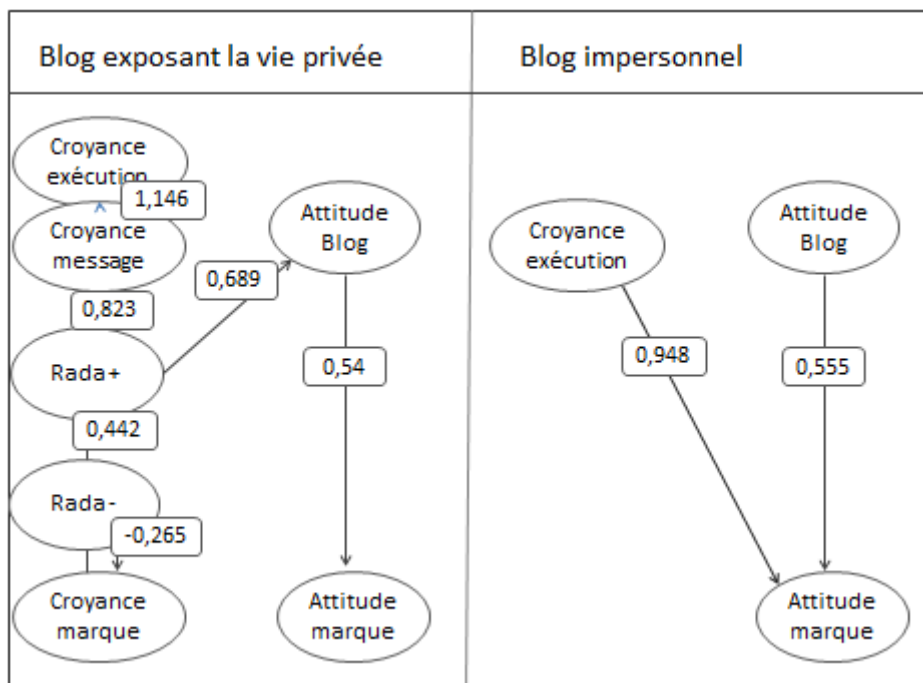 Blog exposant la vie privée
Blog impersonnel
Croyance
exécution
1,146
Croyance
message
0,823
Rada+
0,442
Rada-
-0,265
Croyance
marque
0,689
Attitude
Blog
0,54
Attitude
marque
Croyance
exécution
0,948
Attitude
Blog
0,555
Attitude
marque